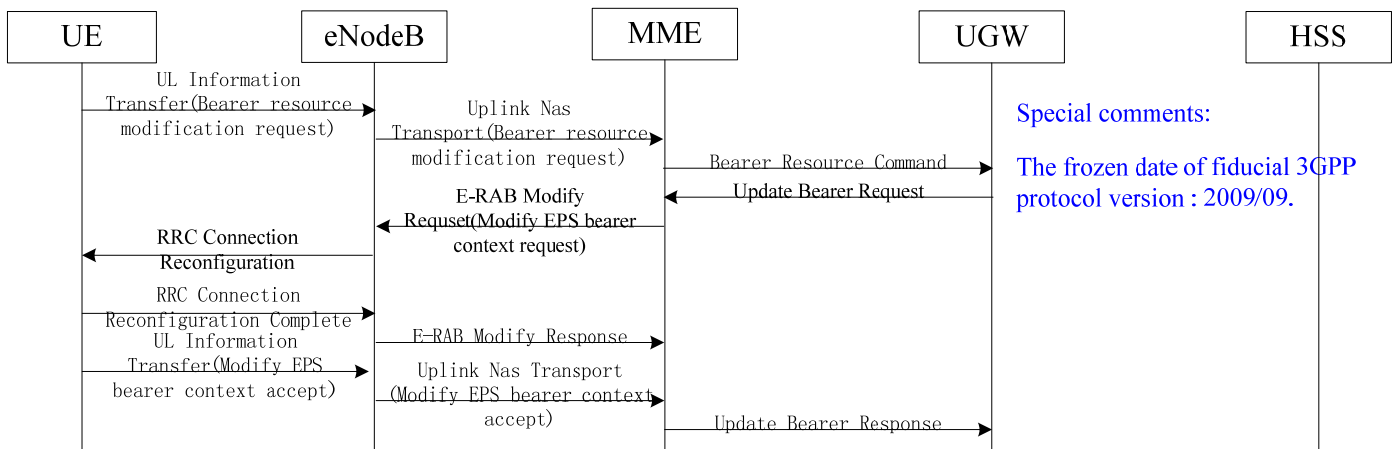 UE
eNodeB
MME
UGW
HSS
UL Information
Transfer(Bearer resource
modification request)
Uplink Nas
Transport(Bearer resource
modification request)
Special comments:
The frozen date of fiducial 3GPP
protocol version : 2009/09.
Bearer Resource Command
Update Bearer Request
E-RAB Modify
Requset(Modify EPS bearer
context request)
RRC Connection
Reconfiguration
RRC Connection
Reconfiguration Complete
E-RAB Modify Response
UL Information
Transfer(Modify EPS
bearer context accept)
Uplink Nas Transport
(Modify EPS bearer context
accept)
Update Bearer Response